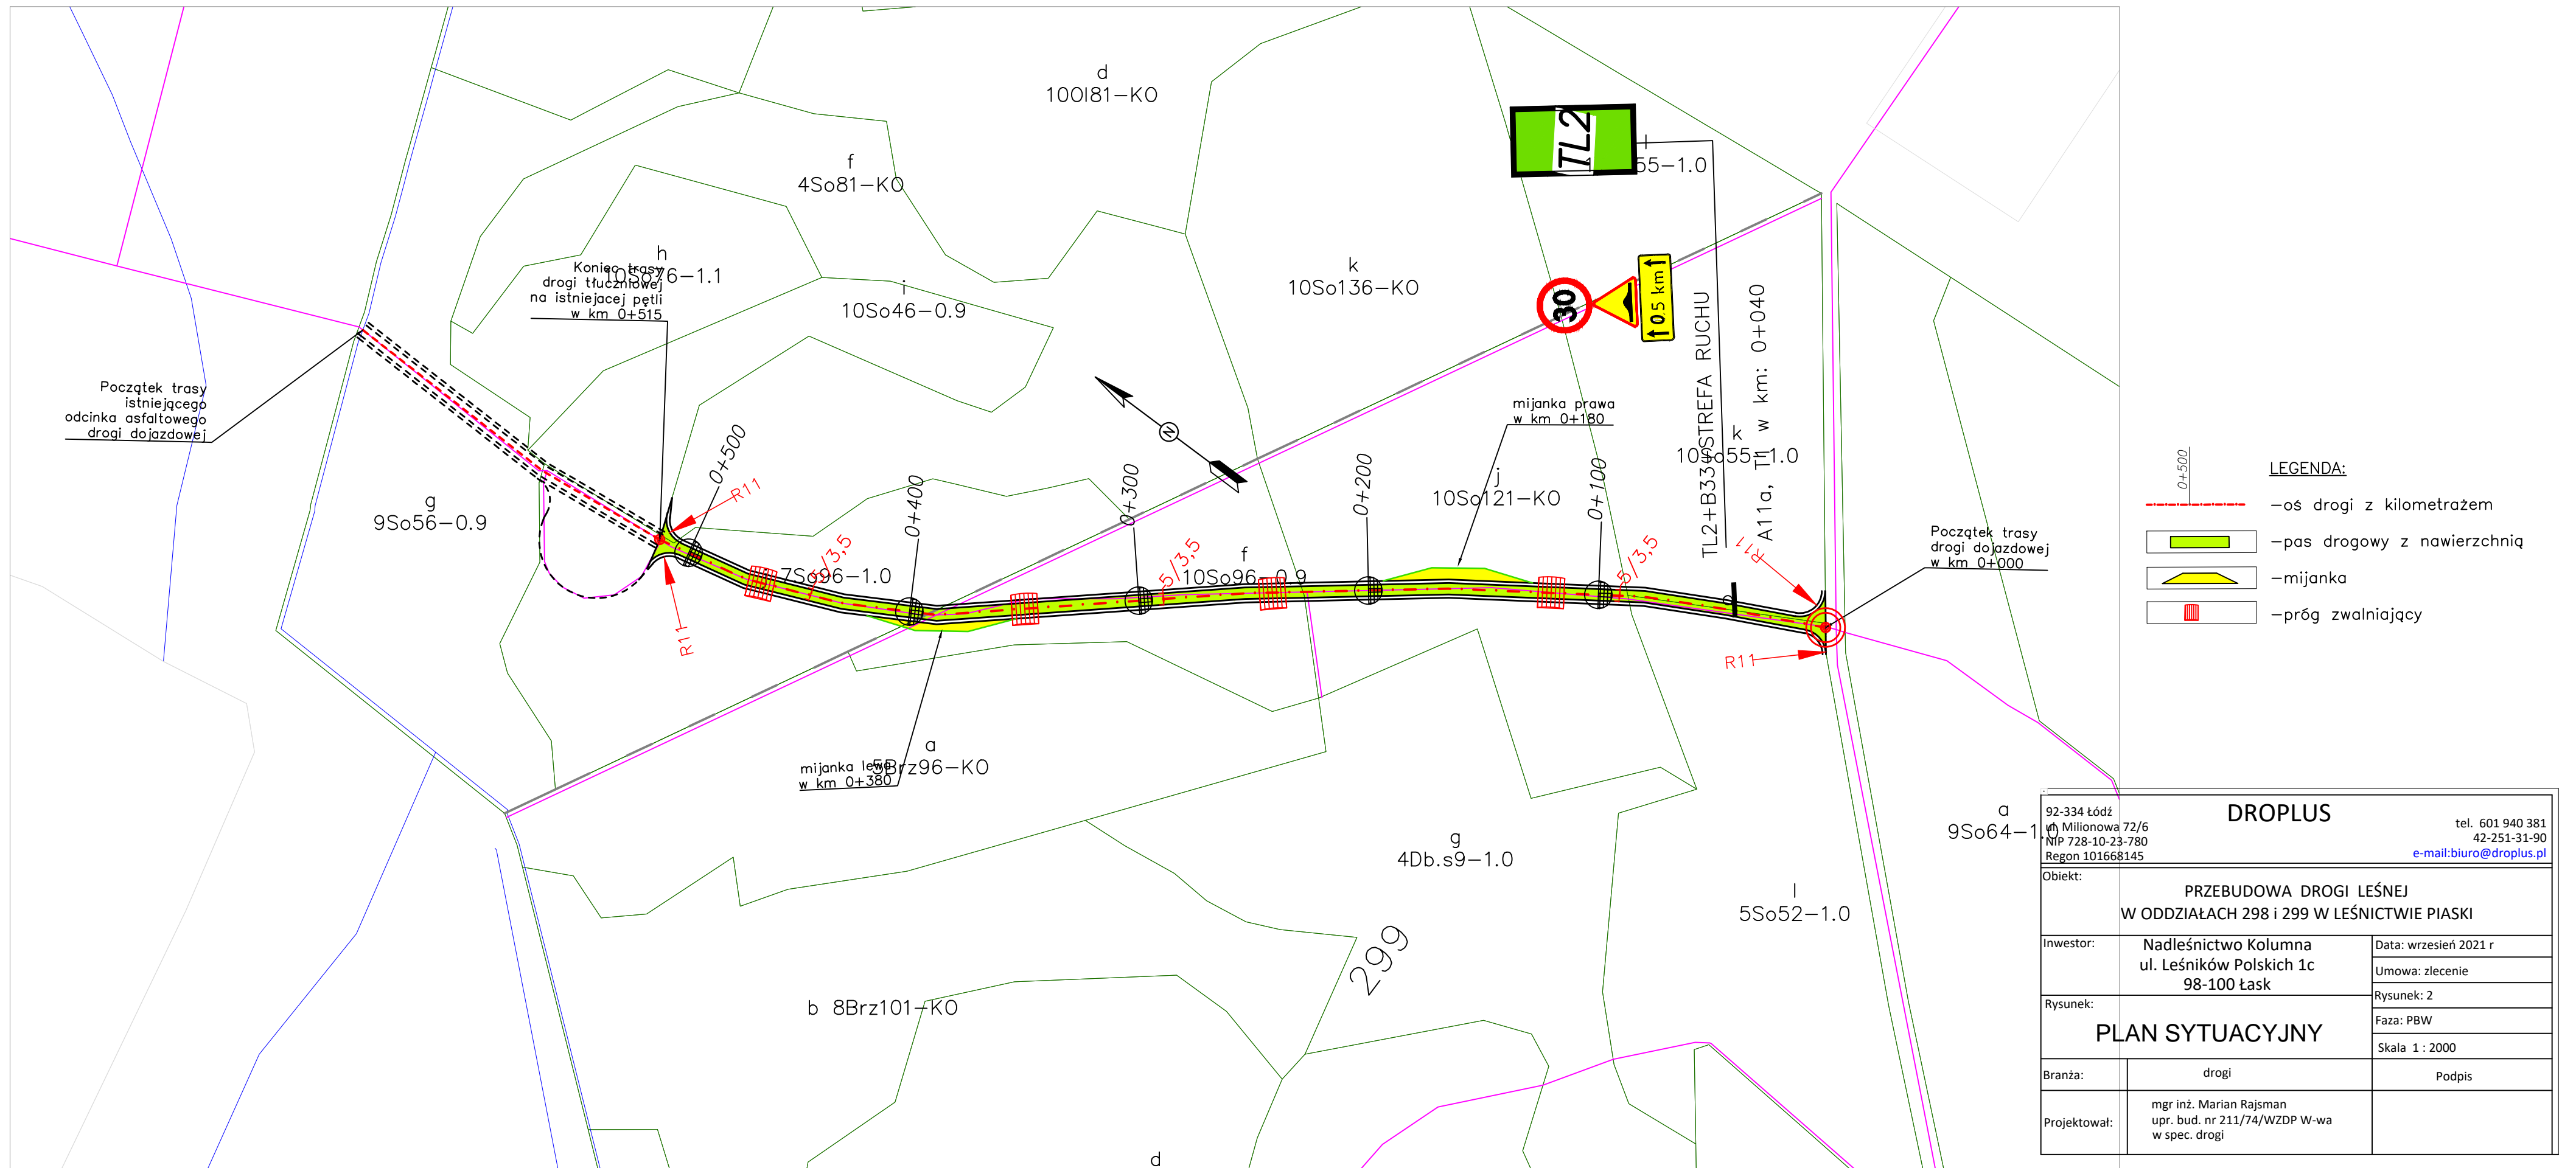 d
10Ol81-KO
f
4So81-KO
h
10So76-1.1
Koniec trasy
drogi tłuczniowej
na istniejacej pętli
w km 0+515
i
10So46-0.9
k
10So136-KO
TL2
55-1.0
30
0.5 km
TL2+B33 STREFA RUCHU
A11a, T1 w km: 0+040
Początek trasy
istniejącego
odcinka asfaltowego
drogi dojazdowej
g
9So56-0.9
0+500
R11
R11
0+400
0+300
0+200
0+100
5/3,5
5/3,5
5/3,5
7So96-1.0
f
10So96-0.9
N
mijanka prawa
w km 0+180
j
10So121-KO
k
10So55-1.0
R11
R11
Początek trasy
drogi dojazdowej
w km 0+000
mijanka lewa
w km 0+380
a
5Brz96-KO
g
4Db.s9-1.0
l
5So52-1.0
a
9So64-1.0
299
b 8Brz101-KO
d
LEGENDA:
0+500
-oś drogi z kilometrażem
-pas drogowy z nawierzchnią
-mijanka
-próg zwalniający
92-334 Łódź
ul. Milionowa 72/6
NIP 728-10-23-780
Regon 101668145
DROPLUS
tel. 601 940 381
42-251-31-90
e-mail:biuro@droplus.pl
Obiekt:
PRZEBUDOWA DROGI LEŚNEJ
W ODDZIAŁACH 298 i 299 W LEŚNICTWIE PIASKI
Inwestor:
Nadleśnictwo Kolumna
ul. Leśników Polskich 1c
98-100 Łask
Data: wrzesień 2021 r
Umowa: zlecenie
Rysunek: 2
Faza: PBW
Skala 1 : 2000
Rysunek:
PLAN SYTUACYJNY
Branża:
drogi
Podpis
Projektował:
mgr inż. Marian Rajsman
upr. bud. nr 211/74/WZDP W-wa
w spec. drogi